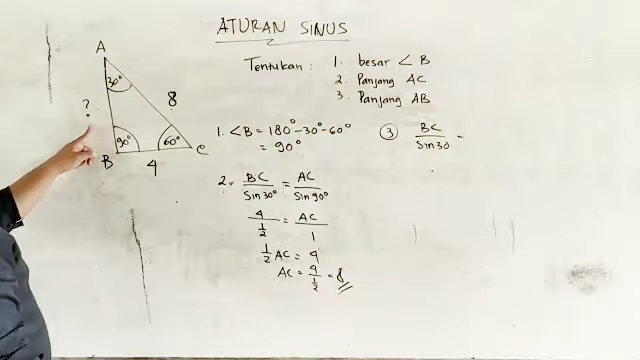 ATURAN SINUS
Tentukan : 1. besar ∠ B
2. Panjang AC
3. Panjang AB
A
30°
?
8
90°
60°
B
C
4
1. ∠B = 180° - 30° - 60°
= 90°
2. BC/Sin 30° = AC/Sin 90°
4/½ = AC/1
½ AC = 4
AC = 4/½ = 8
③ BC/Sin 30 =